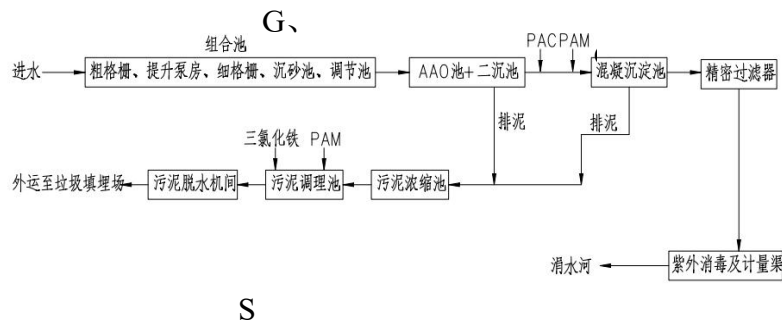 G、
组合池
PACPAM
进水
粗格栅、提升泵房、细格栅、沉砂池、调节池
AAO池+二沉池
混凝沉淀池
精密过滤器
排泥
排泥
三氯化铁
PAM
外运至垃圾填埋场
污泥脱水机间
污泥调理池
污泥浓缩池
涓水河
紫外消毒及计量渠
S